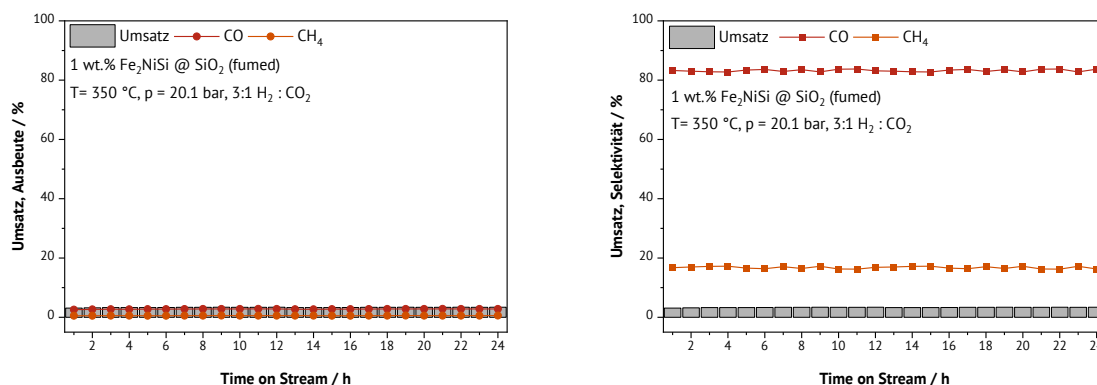 100
80
60
40
20
0
Umsatz, Ausbeute / %
Umsatz CO CH₄
1 wt.% Fe₂NiSi @ SiO₂ (fumed)
T= 350 °C, p = 20.1 bar, 3:1 H₂ : CO₂
2 4 6 8 10 12 14 16 18 20 22 24
Time on Stream / h
100
80
60
40
20
0
Umsatz, Selektivität / %
Umsatz CO CH₄
1 wt.% Fe₂NiSi @ SiO₂ (fumed)
T= 350 °C, p = 20.1 bar, 3:1 H₂ : CO₂
2 4 6 8 10 12 14 16 18 20 22
Time on Stream / h